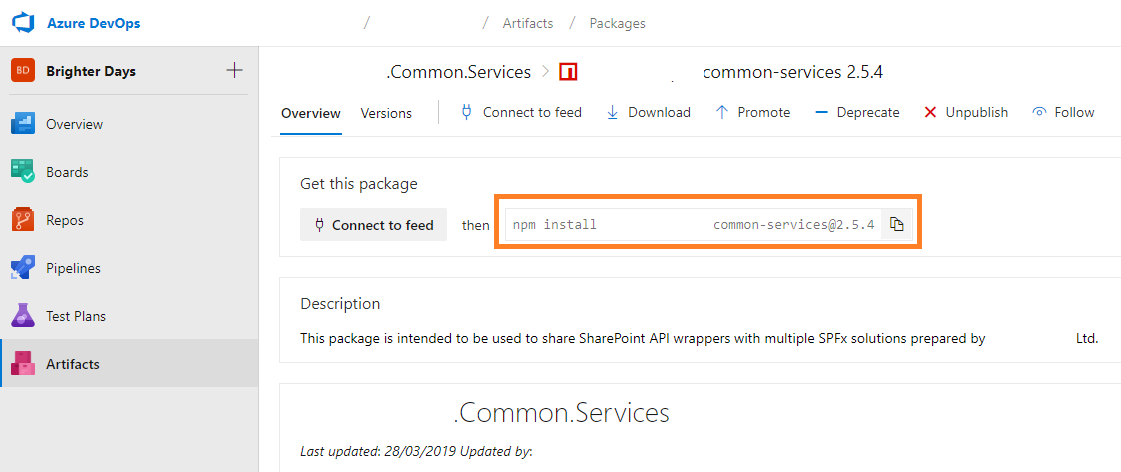 Azure DevOps / / Artifacts / Packages
BD Brighter Days
.Common.Services common-services 2.5.4
Overview Versions Connect to feed Download Promote Deprecate Unpublish Follow
Overview
Boards
Repos
Pipelines
Test Plans
Artifacts
Get this package
Connect to feed then npm install common-services@2.5.4
Description
This package is intended to be used to share SharePoint API wrappers with multiple SPFx solutions prepared by Ltd.
.Common.Services
Last updated: 28/03/2019 Updated by: